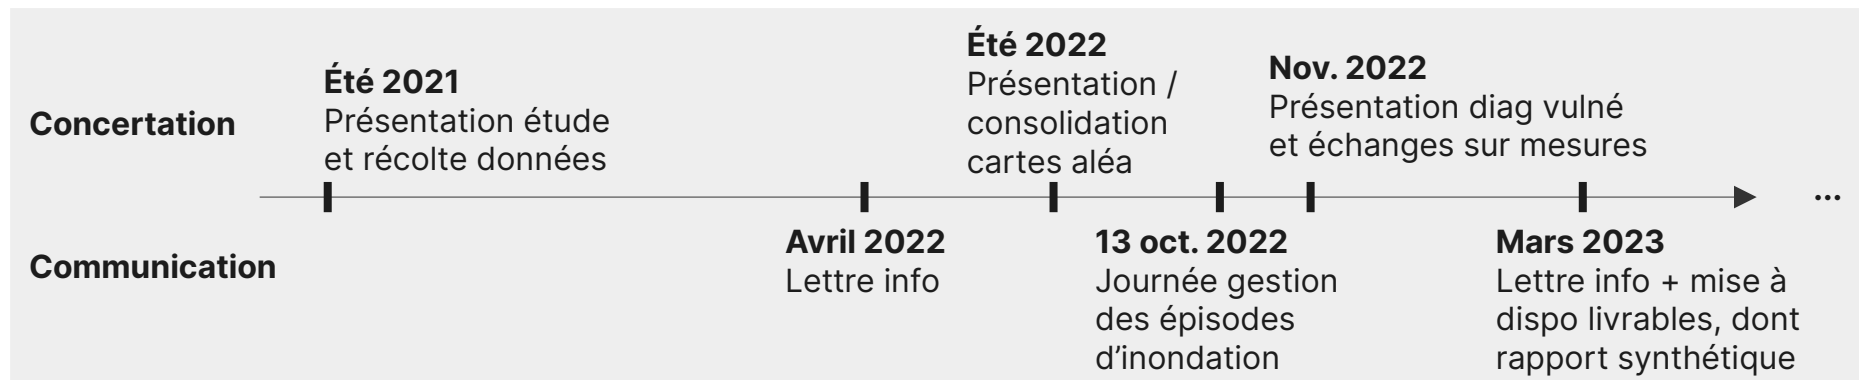 Concertation
Été 2021
Présentation étude
et récolte données
Été 2022
Présentation /
consolidation
cartes aléa
Nov. 2022
Présentation diag vulné
et échanges sur mesures
...
Communication
Avril 2022
Lettre info
13 oct. 2022
Journée gestion
des épisodes
d’inondation
Mars 2023
Lettre info + mise à
dispo livrables, dont
rapport synthétique